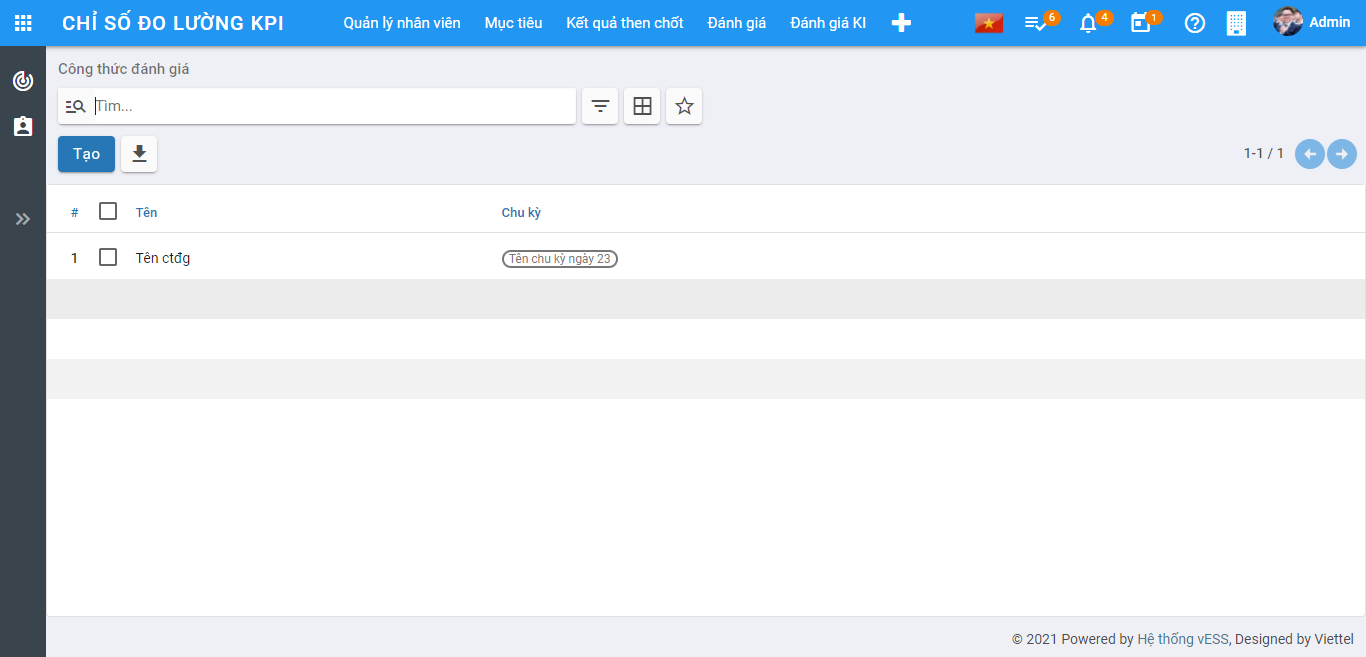 CHỈ SỐ ĐO LƯỜNG KPI Quản lý nhân viên Mục tiêu Kết quả then chốt Đánh giá Đánh giá KI 6 4 1 Admin
Công thức đánh giá
Tìm...
Tạo 1-1 / 1
# Tên Chu kỳ
1 Tên ctđg Tên chu kỳ ngày 23
© 2021 Powered by Hệ thống vESS, Designed by Viettel